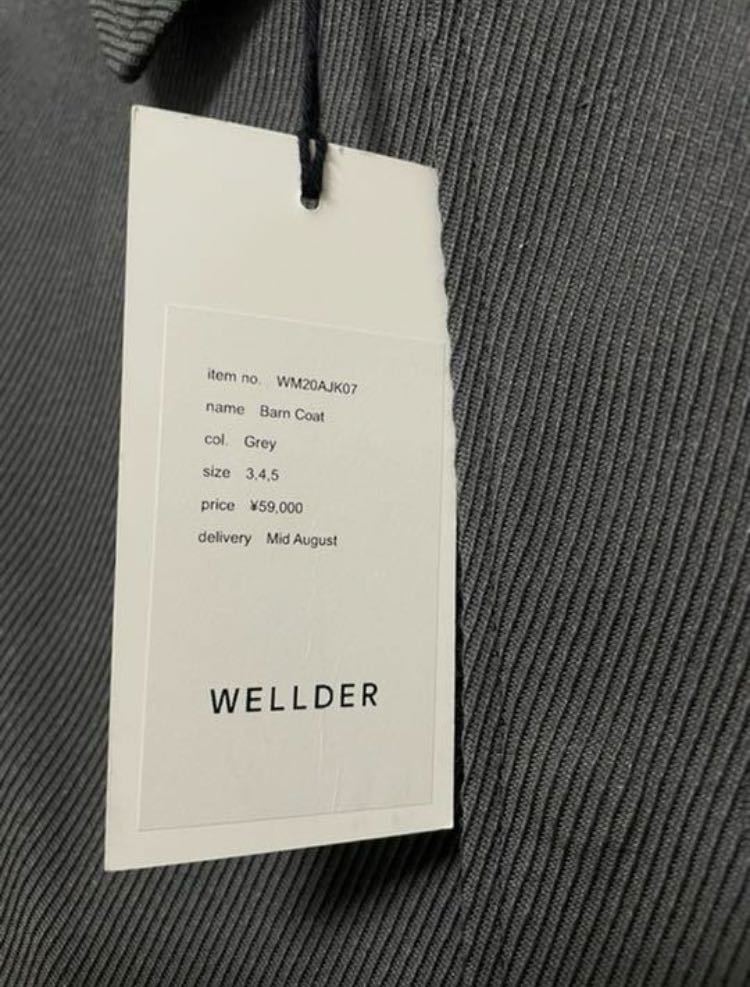 item no. WM20AJK07
name Barn Coat
col. Grey
size 3,4,5
price ¥59,000
delivery Mid August
WELLDER